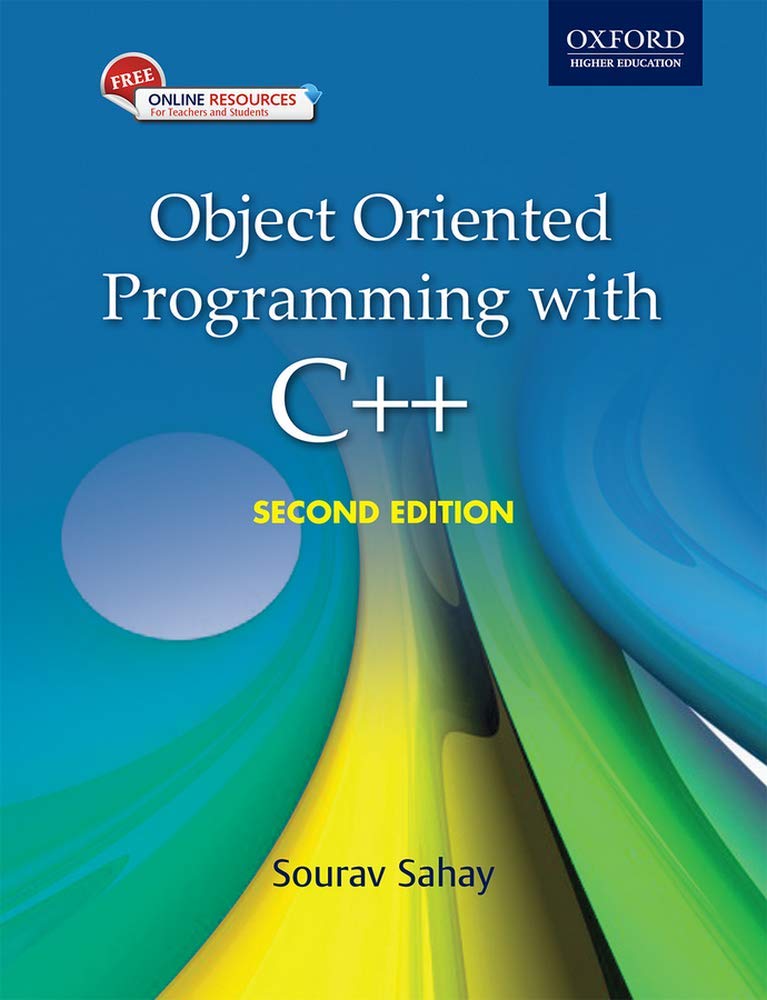 OXFORD
HIGHER EDUCATION
FREE
ONLINE RESOURCES
For Teachers and Students
Object Oriented
Programming with
C++
SECOND EDITION
Sourav Sahay